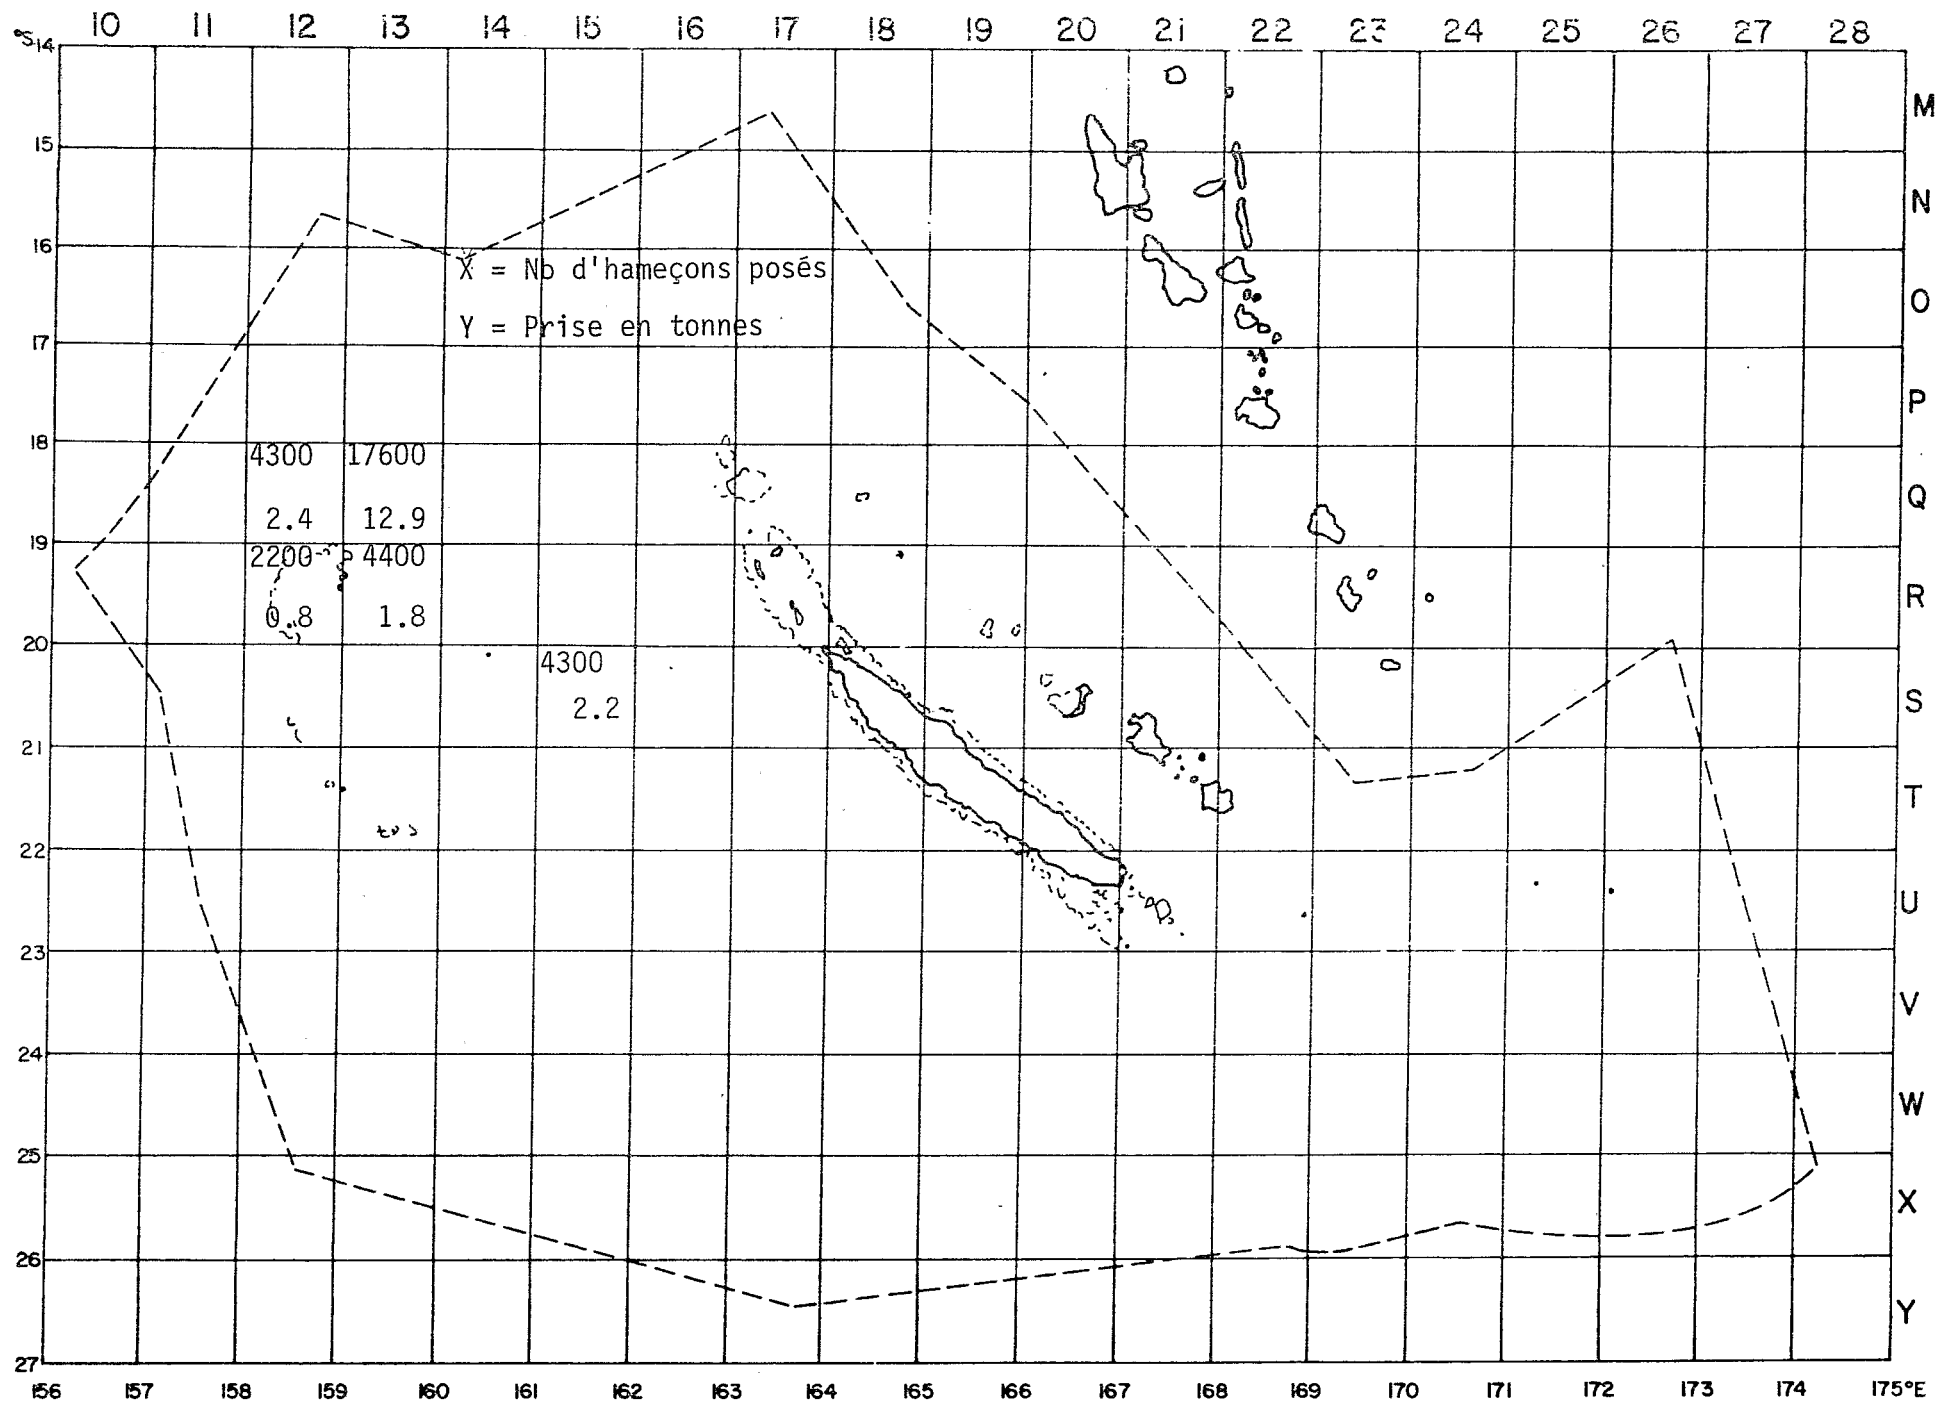 10 11 12 13 14 15 16 17 18 19 20 21 22 23 24 25 26 27 28
°S 14
M
15
N
16
X = Nb d'hameçons posés
O
Y = Prise en tonnes
17
P
18
4300 17600
Q
2.4 12.9
19
2200 4400
R
0.8 1.8
20
4300
S
2.2
21
T
22
U
23
V
24
W
25
X
26
Y
27
156 157 158 159 160 161 162 163 164 165 166 167 168 169 170 171 172 173 174 175°E